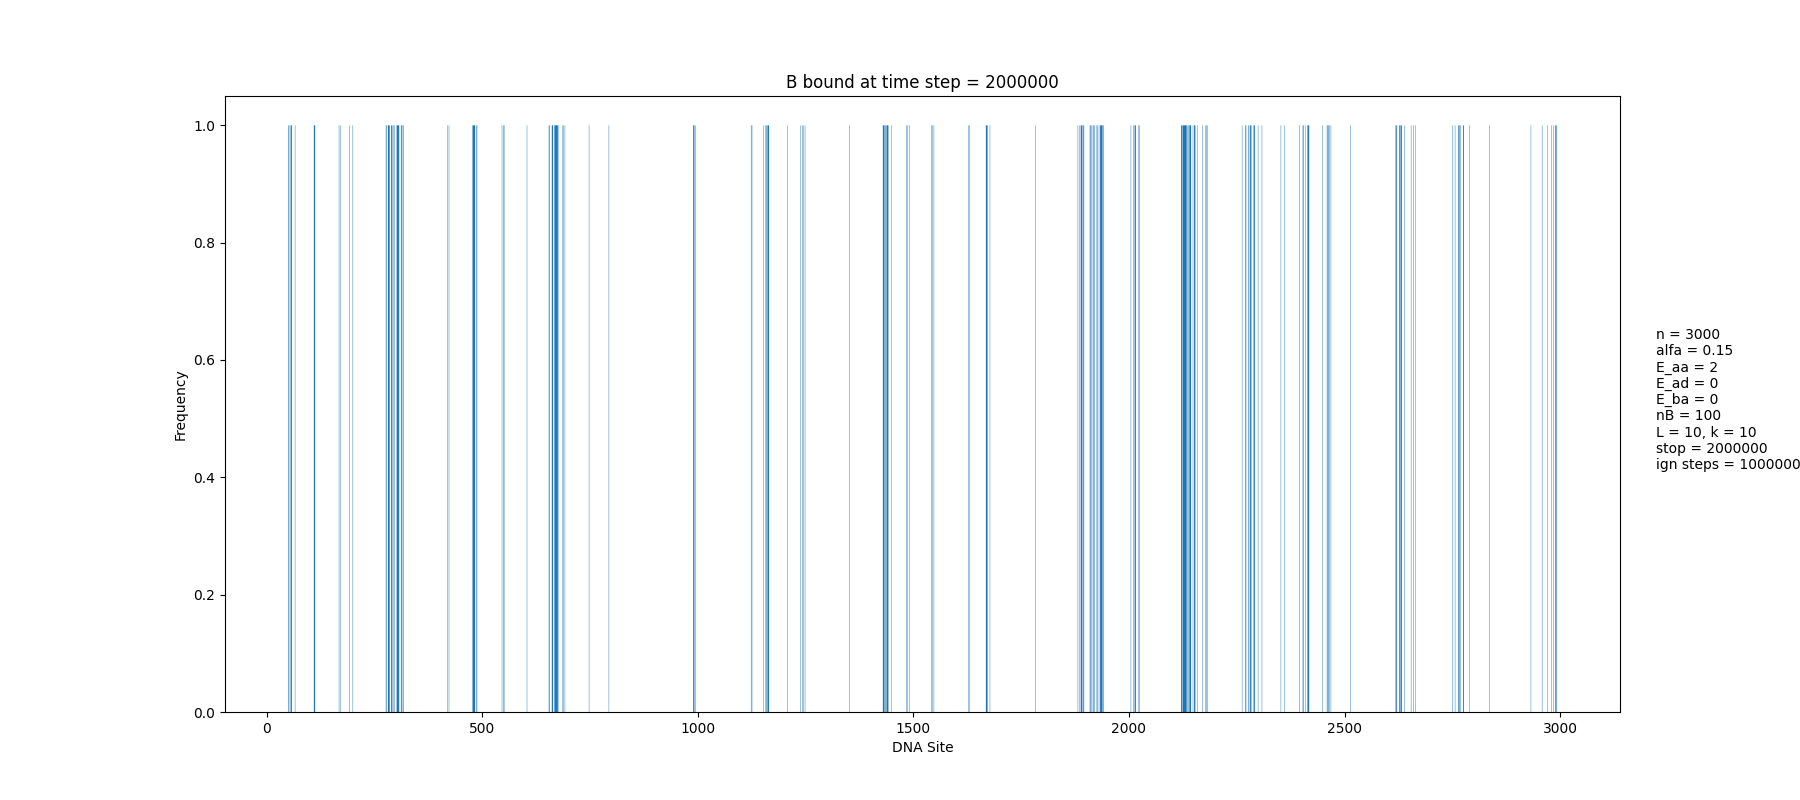 B bound at time step = 2000000
1.0
0.8
0.6
0.4
0.2
0.0
Frequency
0 500 1000 1500 2000 2500 3000
DNA Site
n = 3000
alfa = 0.15
E_aa = 2
E_ad = 0
E_ba = 0
nB = 100
L = 10, k = 10
stop = 2000000
ign steps = 1000000